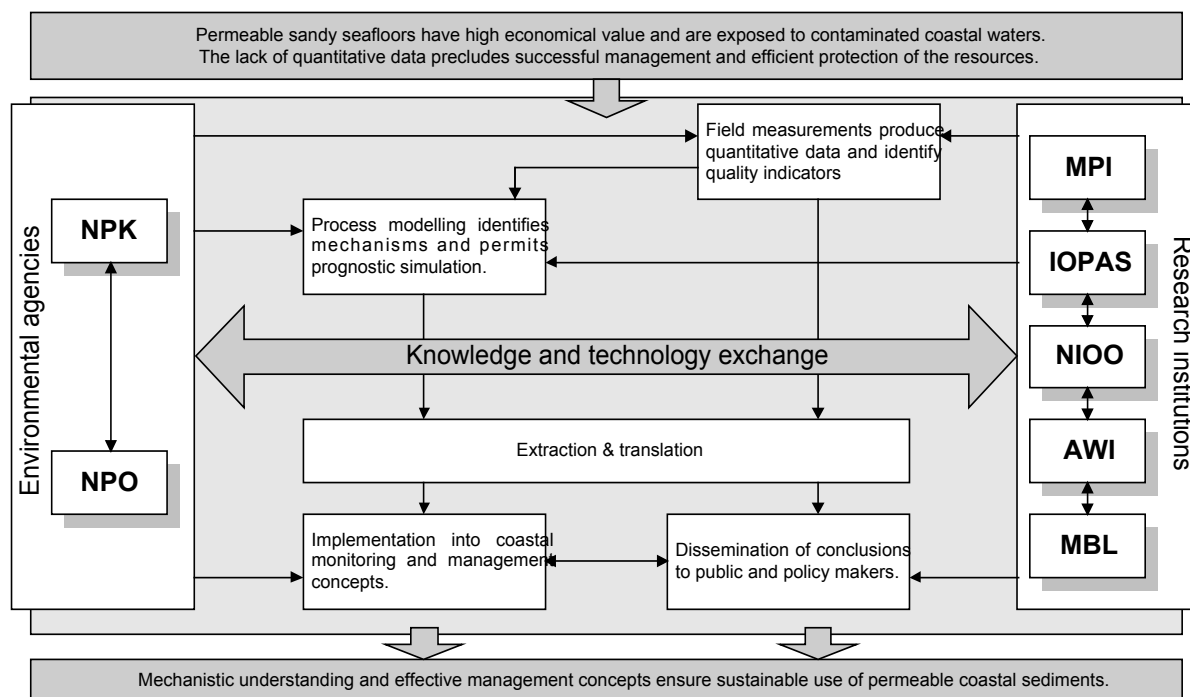 Permeable sandy seafloors have high economical value and are exposed to contaminated coastal waters.
The lack of quantitative data precludes successful management and efficient protection of the resources.
Environmental agencies
NPK
NPO
Field measurements produce
quantitative data and identify
quality indicators
Process modelling identifies
mechanisms and permits
prognostic simulation.
Knowledge and technology exchange
Extraction & translation
Implementation into coastal
monitoring and management
concepts.
Dissemination of conclusions
to public and policy makers.
MPI
IOPAS
NIOO
AWI
MBL
Research institutions
Mechanistic understanding and effective management concepts ensure sustainable use of permeable coastal sediments.